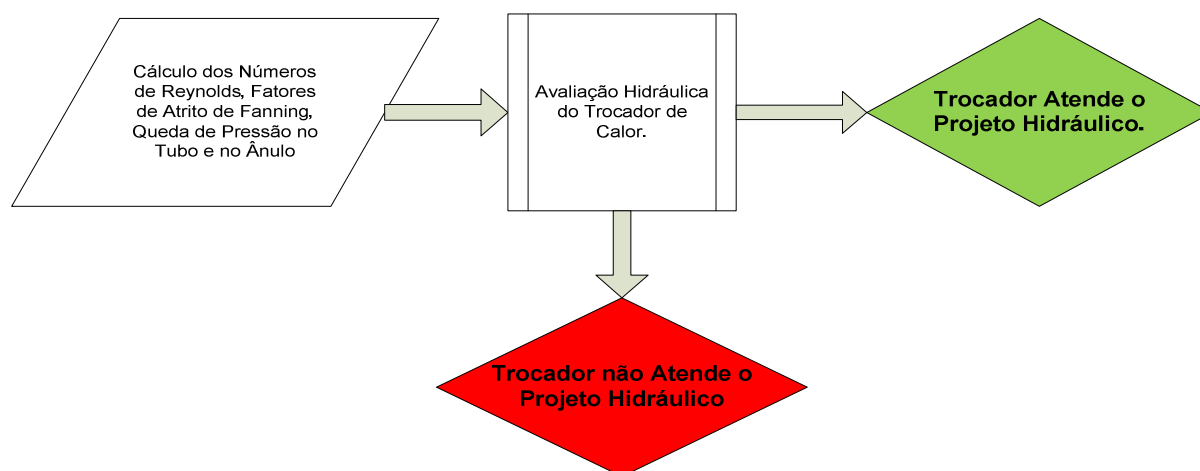 Cálculo dos Números
de Reynolds, Fatores
de Atrito de Fanning,
Queda de Pressão no
Tubo e no Ânulo
Avaliação Hidráulica
do Trocador de
Calor.
Trocador Atende o
Projeto Hidráulico.
Trocador não Atende o
Projeto Hidráulico